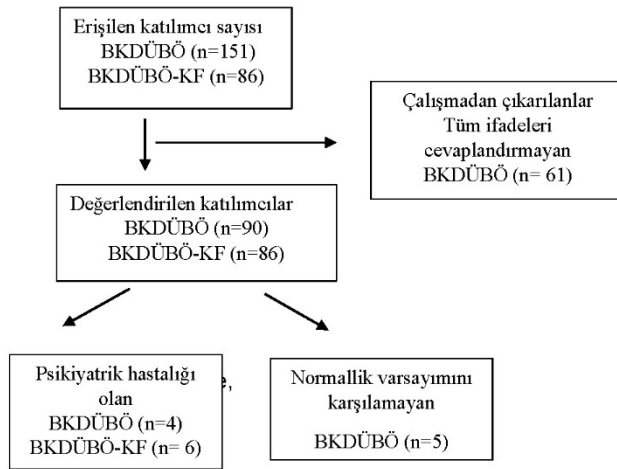 Erişilen katılımcı sayısı
BKDÜBÖ (n=151)
BKDÜBÖ-KF (n=86)
Çalışmadan çıkarılanlar
Tüm ifadeleri
cevaplandırmayan
BKDÜBÖ (n= 61)
Değerlendirilen katılımcılar
BKDÜBÖ (n=90)
BKDÜBÖ-KF (n=86)
Psikiyatrik hastalığı
olan
BKDÜBÖ (n=4)
BKDÜBÖ-KF (n= 6)
e,
Normallik varsayımını
karşılamayan
BKDÜBÖ (n=5)